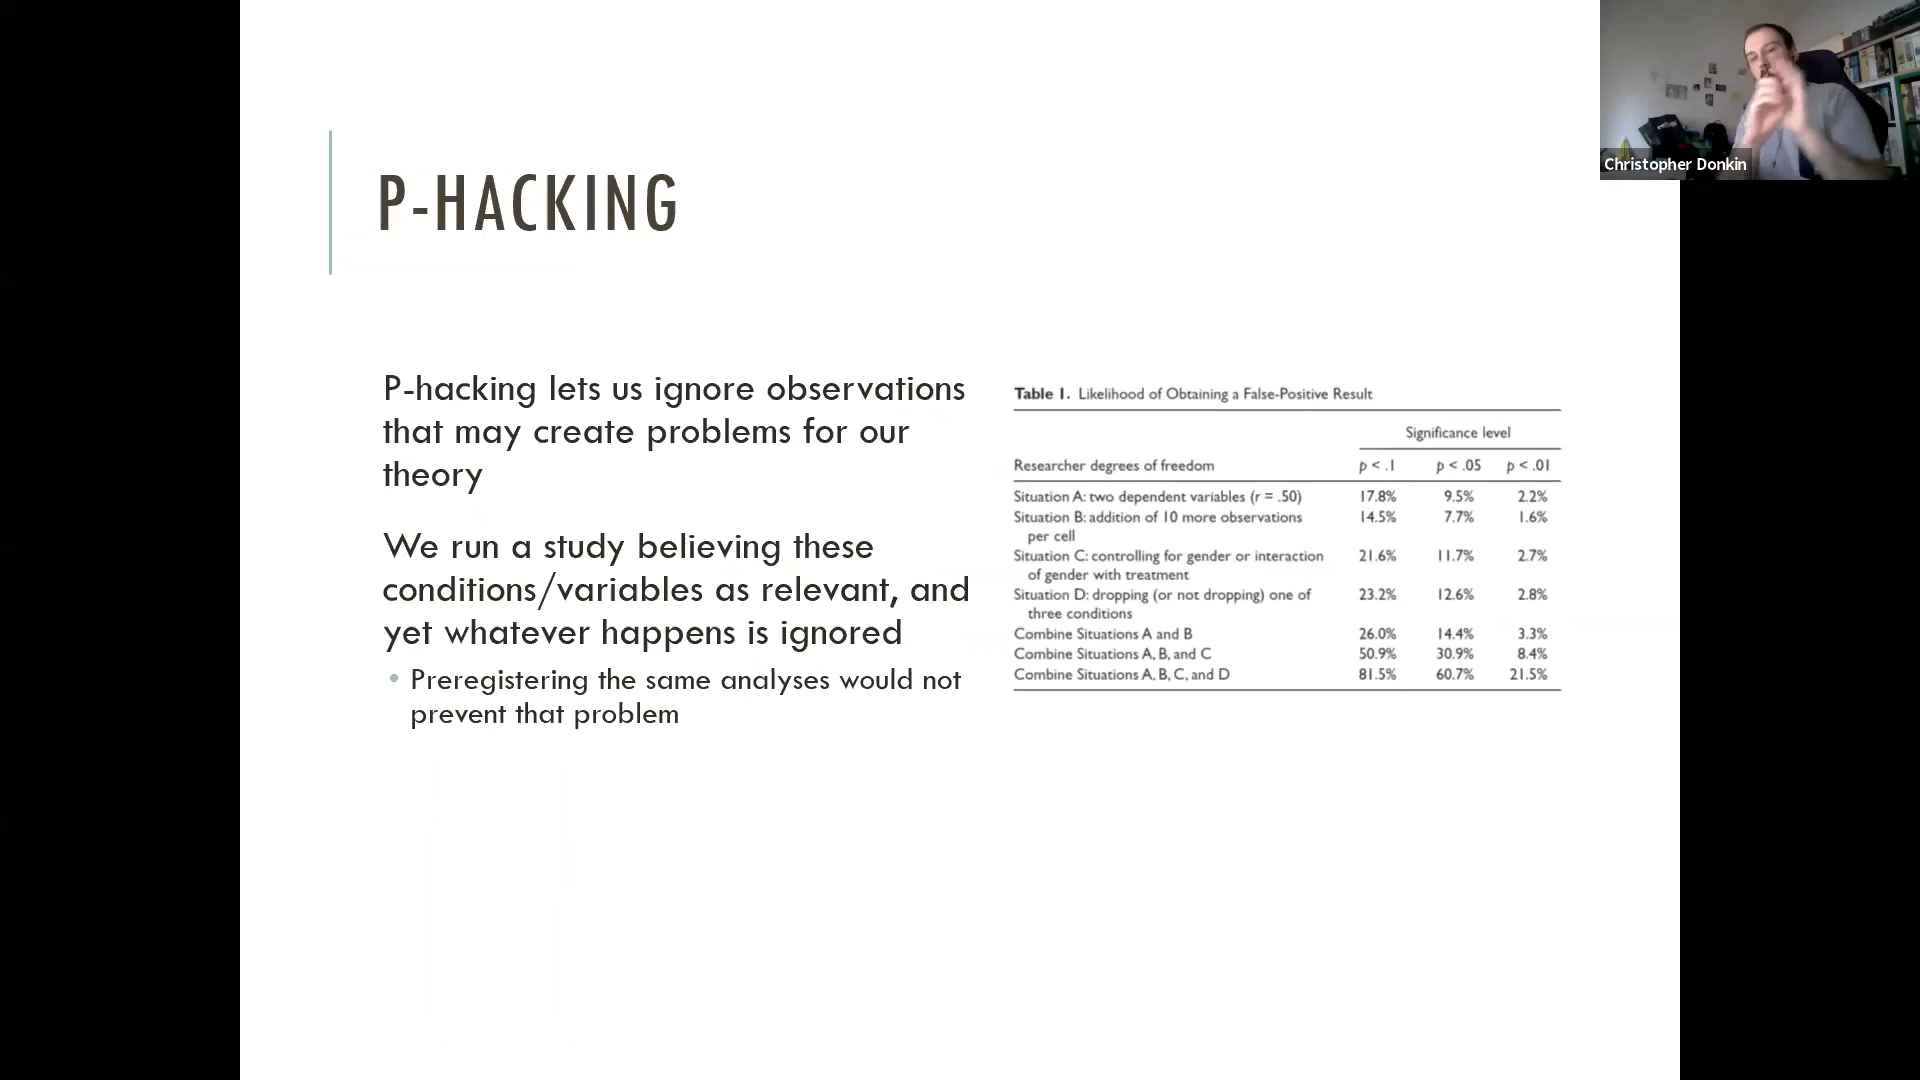 P-HACKING
P-hacking lets us ignore observations
that may create problems for our
theory
We run a study believing these
conditions/variables as relevant, and
yet whatever happens is ignored
• Preregistering the same analyses would not
prevent that problem
Table 1. Likelihood of Obtaining a False-Positive Result
Significance level
Researcher degrees of freedom p < .1 p < .05 p < .01
Situation A: two dependent variables (r = .50) 17.8% 9.5% 2.2%
Situation B: addition of 10 more observations 14.5% 7.7% 1.6%
per cell
Situation C: controlling for gender or interaction 21.6% 11.7% 2.7%
of gender with treatment
Situation D: dropping (or not dropping) one of 23.2% 12.6% 2.8%
three conditions
Combine Situations A and B 26.0% 14.4% 3.3%
Combine Situations A, B, and C 50.9% 30.9% 8.4%
Combine Situations A, B, C, and D 81.5% 60.7% 21.5%
Christopher Donkin